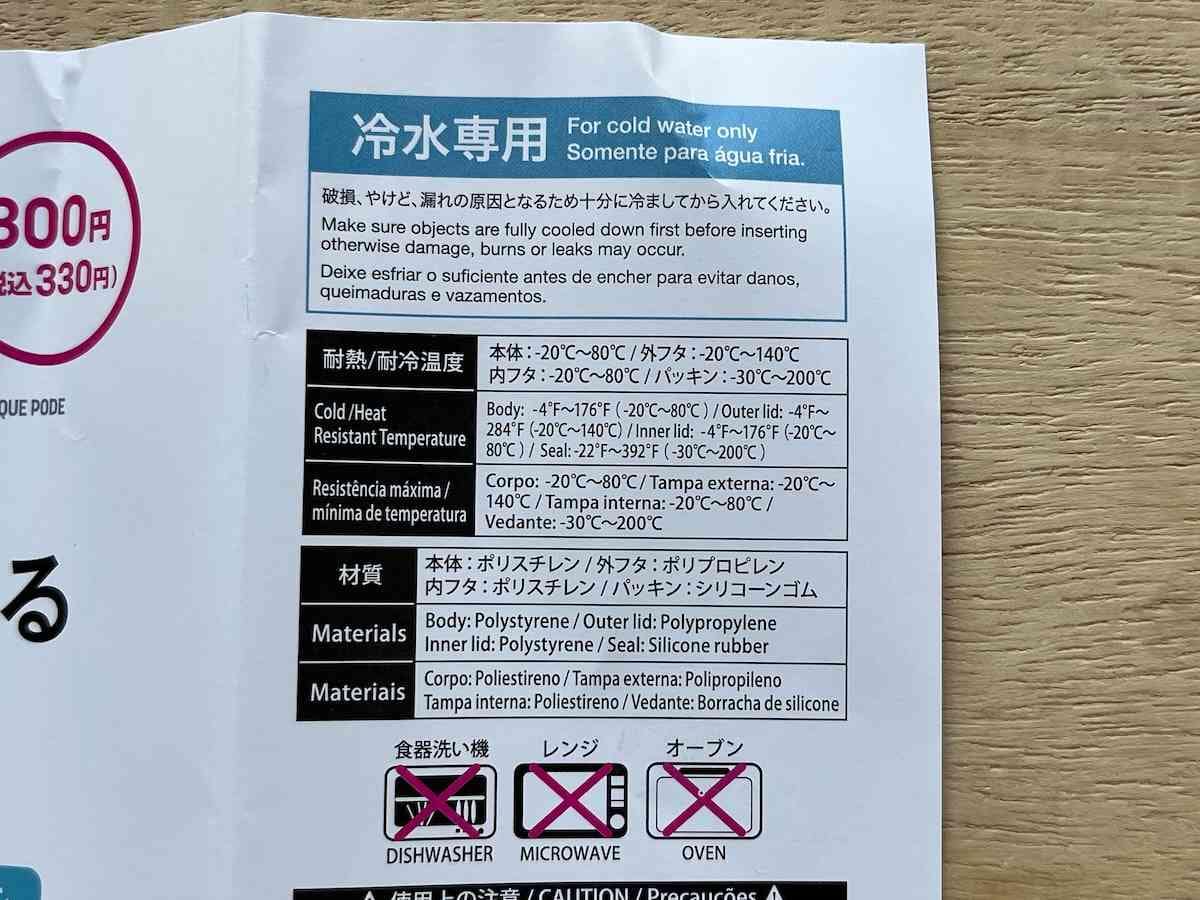 冷水専用
For cold water only
Somente para água fria.
破損、やけど、漏れの原因となるため十分に冷ましてから入れてください。
Make sure objects are fully cooled down first before inserting
otherwise damage, burns or leaks may occur.
Deixe esfriar o suficiente antes de encher para evitar danos,
queimaduras e vazamentos.
300円
税込330円)
QUE PODE
る
耐熱/耐冷温度
本体:-20℃～80℃ / 外フタ:-20℃～140℃
内フタ:-20℃～80℃ / パッキン:-30℃～200℃
Cold /Heat
Resistant Temperature
Body: -4°F～176°F ( -20℃～80℃ ) / Outer lid: -4°F～
284°F (-20℃～140℃) / Inner lid: -4°F～176°F (-20℃～
80℃ ) / Seal: -22°F～392°F ( -30℃～200℃ )
Resistência máxima /
mínima de temperatura
Corpo: -20℃～80℃ / Tampa externa: -20℃～
140℃ / Tampa interna: -20℃～80℃ /
Vedante: -30℃～200℃
材質
本体:ポリスチレン / 外フタ:ポリプロピレン
内フタ:ポリスチレン / パッキン:シリコーンゴム
Materials
Body: Polystyrene / Outer lid: Polypropylene
Inner lid: Polystyrene / Seal: Silicone rubber
Materiais
Corpo: Poliestireno / Tampa externa: Polipropileno
Tampa interna: Poliestireno / Vedante: Borracha de silicone
食器洗い機
レンジ
オーブン
DISHWASHER
MICROWAVE
OVEN
使用上の注意 / CAUTION / Precauções